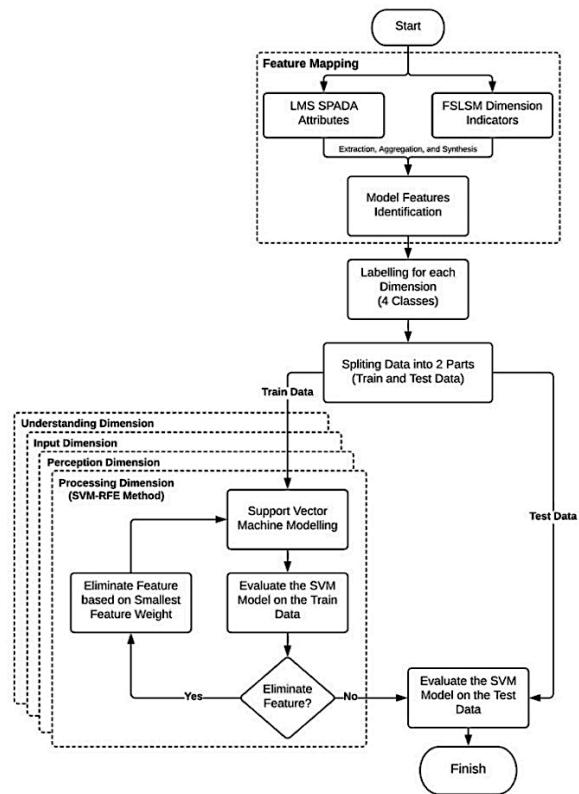 Start
Feature Mapping
LMS SPADA
Attributes
FSLSM Dimension
Indicators
Extraction, Aggregation, and Synthesis
Model Features
Identification
Labelling for each
Dimension
(4 Classes)
Spliting Data into 2 Parts
(Train and Test Data)
Train Data
Test Data
Understanding Dimension
Input Dimension
Perception Dimension
Processing Dimension
(SVM-RFE Method)
Support Vector
Machine Modelling
Eliminate Feature
based on Smallest
Feature Weight
Evaluate the SVM
Model on the Train
Data
Eliminate
Feature?
Yes
No
Evaluate the SVM
Model on the Test
Data
Finish